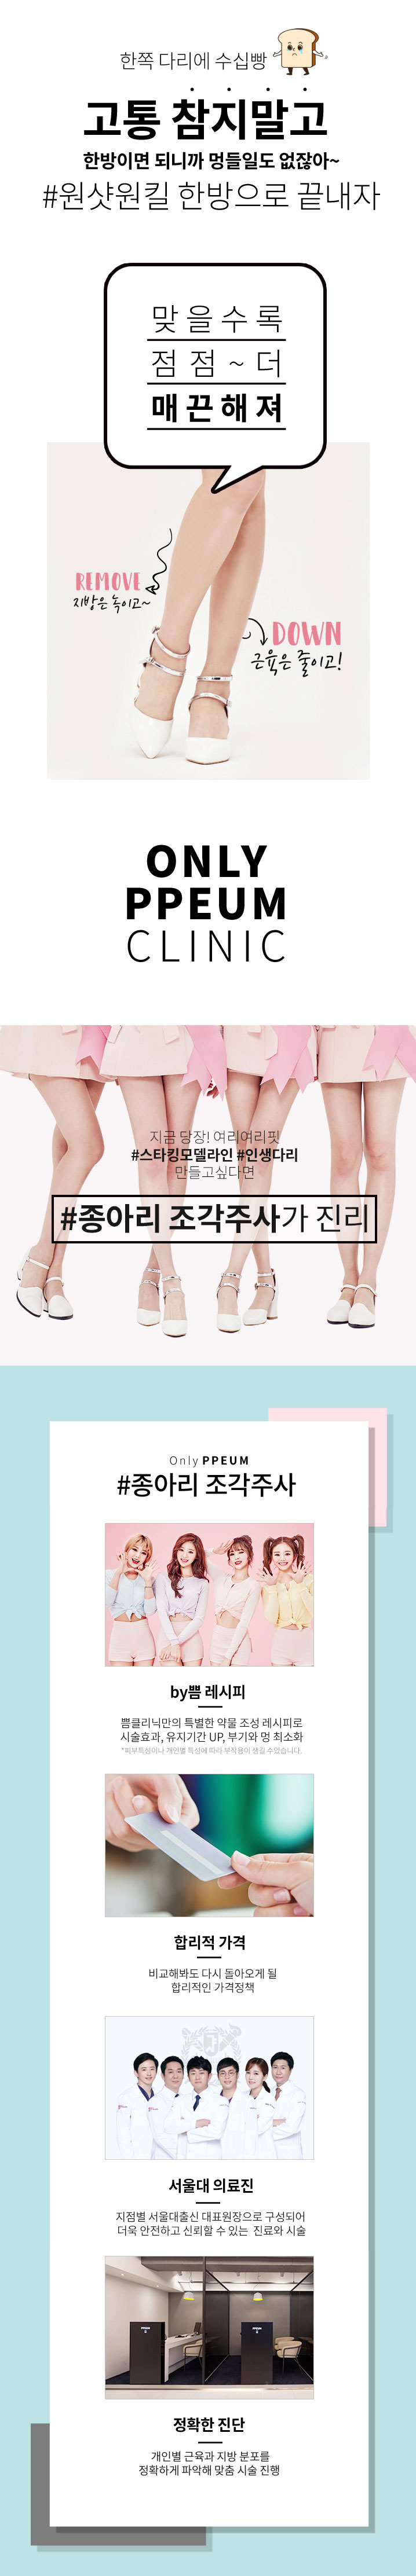 한쪽 다리에 수십빵
고통 참지말고
한방이면 되니까 멍들일도 없잖아~
#원샷원킬 한방으로 끝내자
맞을수록
점점~더
매끈해져
REMOVE
지방은 녹이고~
DOWN
근육은 줄이고!
ONLY
PPEUM
CLINIC
지금 당장! 여리여리핏
#스타킹모델라인 #인생다리
만들고싶다면
#종아리 조각주사가 진리
Only PPEUM
#종아리 조각주사
by쁨 레시피
쁨클리닉만의 특별한 약물 조성 레시피로
시술효과, 유지기간 UP, 부기와 멍 최소화
*피부특성이나 개인별 특성에 따라 부작용이 생길 수있습니다.
합리적 가격
비교해봐도 다시 돌아오게 될
합리적인 가격정책
서울대 의료진
지점별 서울대출신 대표원장으로 구성되어
더욱 안전하고 신뢰할 수 있는 진료와 시술
PPEUM
PPEUM
정확한 진단
개인별 근육과 지방 분포를
정확하게 파악해 맞춤 시술 진행